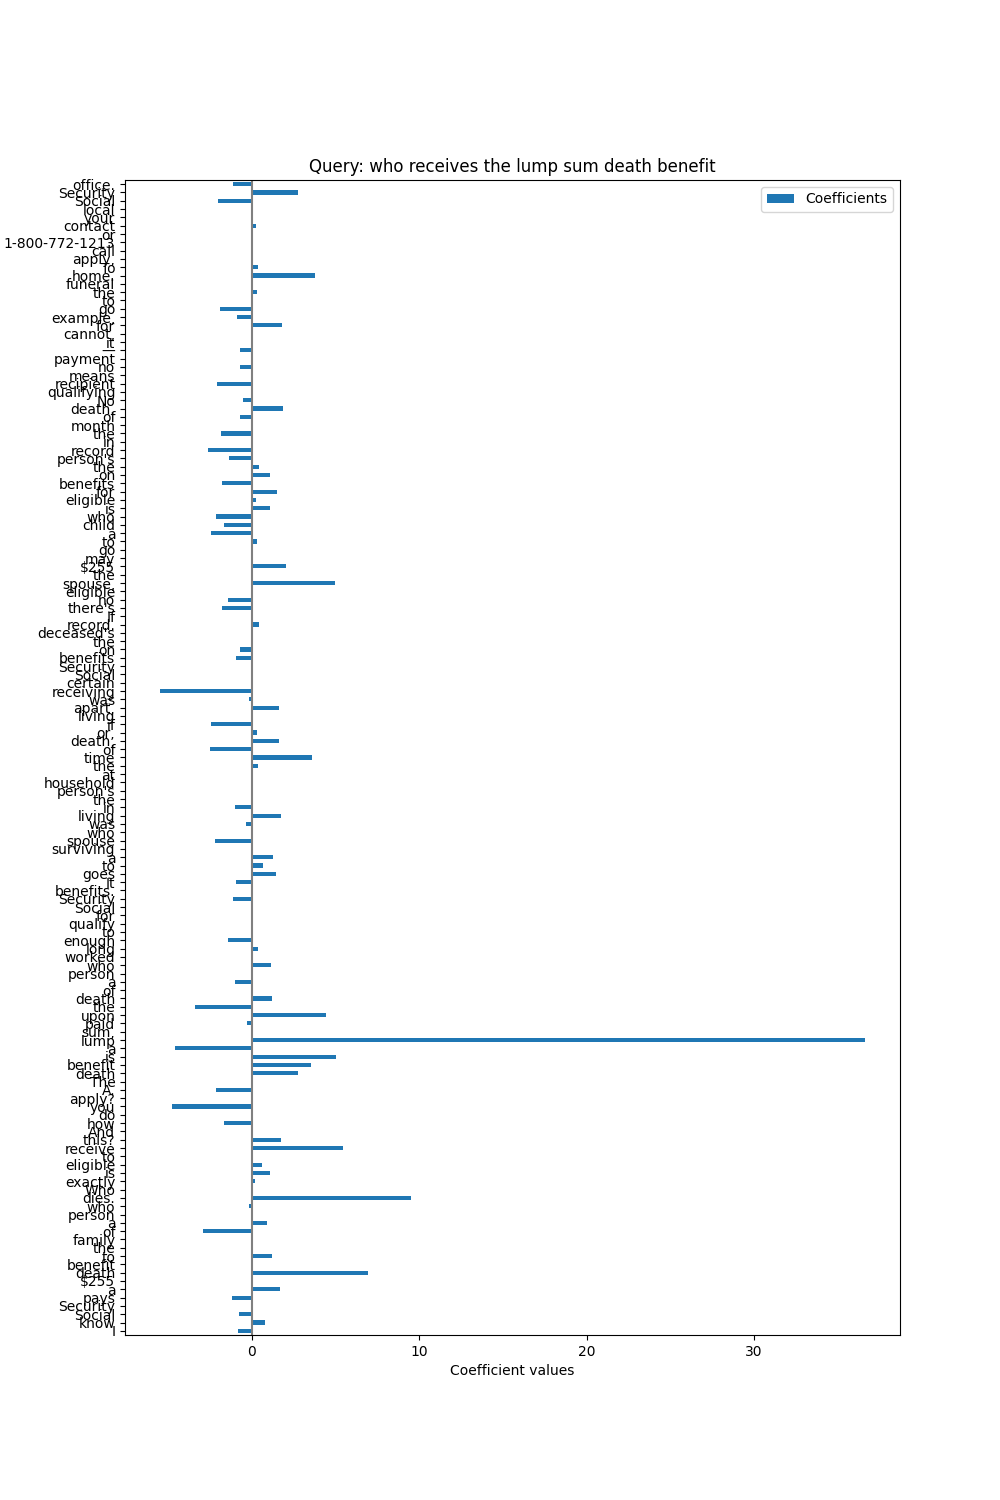 Query: who receives the lump sum death benefit
Coefficients
office.
Security
Social
local
your
contact
or
1-800-772-1213
call
apply,
To
home.
funeral
the
to
go
example,
for
cannot,
it
—
payment
no
means
recipient
qualifying
No
death.
of
month
the
in
record
person's
the
on
benefits
for
eligible
is
who
child
a
to
go
may
$255
the
spouse,
eligible
no
there's
If
record.
deceased's
the
on
benefits
Security
Social
certain
receiving
was
apart,
living
if
or,
death,
of
time
the
at
household
person's
the
in
living
was
who
spouse
surviving
a
to
goes
It
benefits.
Security
Social
for
qualify
to
enough
long
worked
who
person
a
of
death
the
upon
paid
sum,
lump
a
is
benefit
death
The
A.
apply?
you
do
how
And
this?
receive
to
eligible
is
exactly
Who
dies.
who
person
a
of
family
the
to
benefit
death
$255
a
pays
Security
Social
know
I
0 10 20 30
Coefficient values